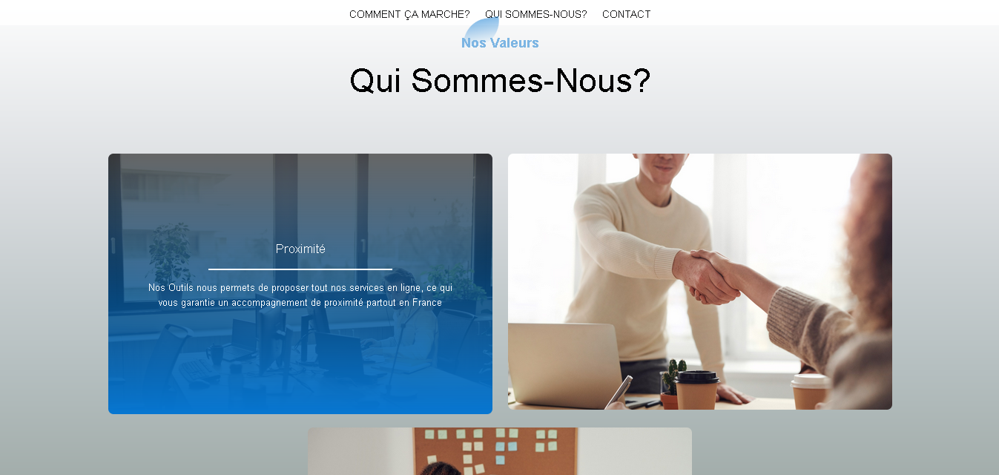 COMMENT ÇA MARCHE? QUI SOMMES-NOUS? CONTACT
Nos Valeurs
Qui Sommes-Nous?
Proximité
Nos Outils nous permets de proposer tout nos services en ligne, ce qui
vous garantie un accompagnement de proximité partout en France